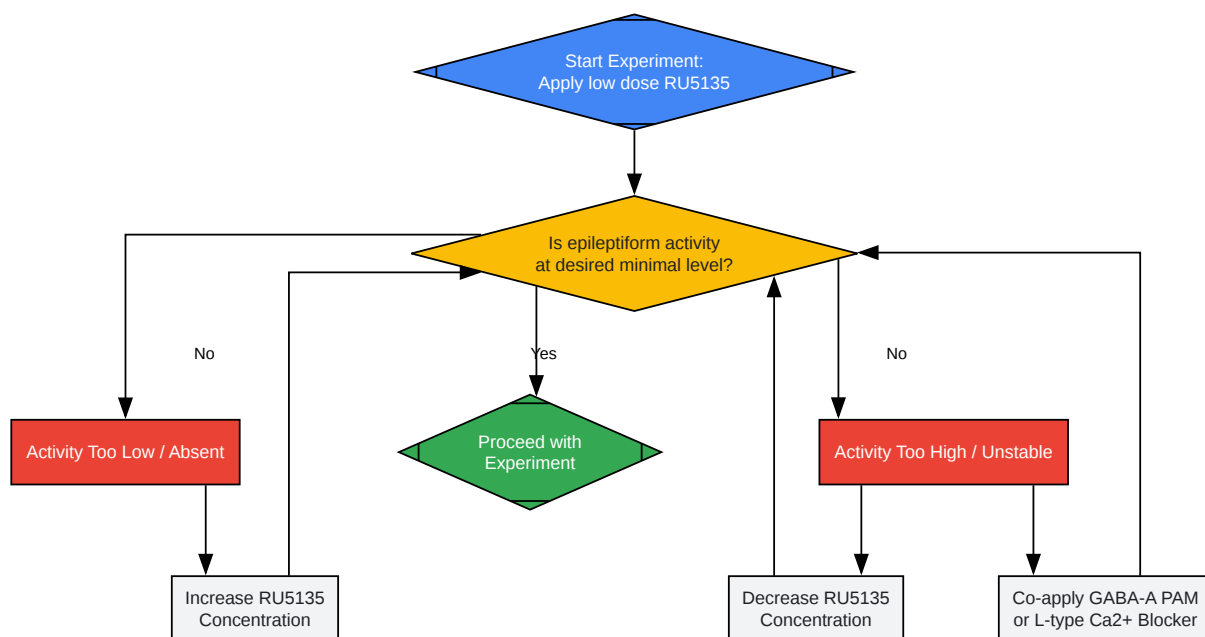 Start Experiment:
Apply low dose RU5135
Is epileptiform activity
at desired minimal level?
No
Yes
No
Activity Too Low / Absent
Proceed with
Experiment
Activity Too High / Unstable
Increase RU5135
Concentration
Decrease RU5135
Concentration
Co-apply GABA-A PAM
or L-type Ca2+ Blocker